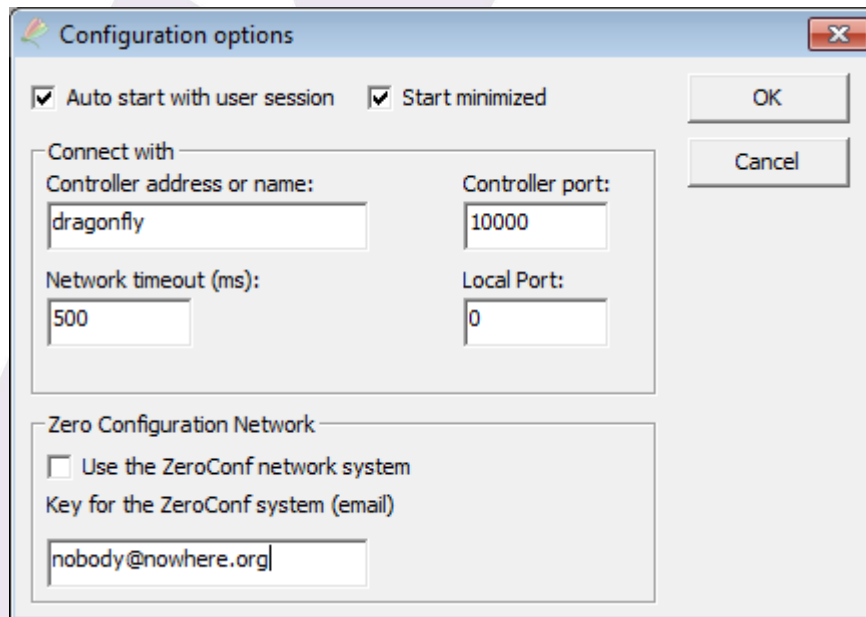 Configuration options
Auto start with user session Start minimized OK
Connect with Cancel
Controller address or name: Controller port:
dragonfly 10000
Network timeout (ms): Local Port:
500 0
Zero Configuration Network
Use the ZeroConf network system
Key for the ZeroConf system (email)
nobody@nowhere.org